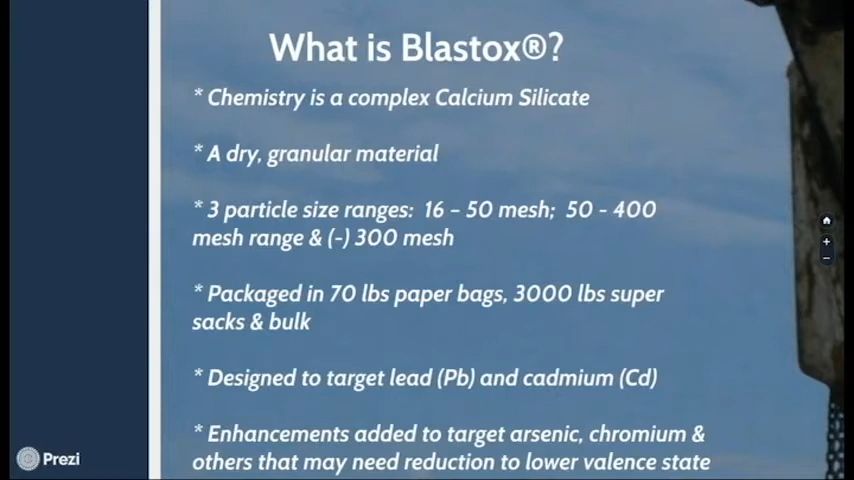 What is Blastox®?
* Chemistry is a complex Calcium Silicate
* A dry, granular material
* 3 particle size ranges: 16 – 50 mesh; 50 - 400
mesh range & (-) 300 mesh
* Packaged in 70 lbs paper bags, 3000 lbs super
sacks & bulk
* Designed to target lead (Pb) and cadmium (Cd)
* Enhancements added to target arsenic, chromium &
others that may need reduction to lower valence state
Prezi